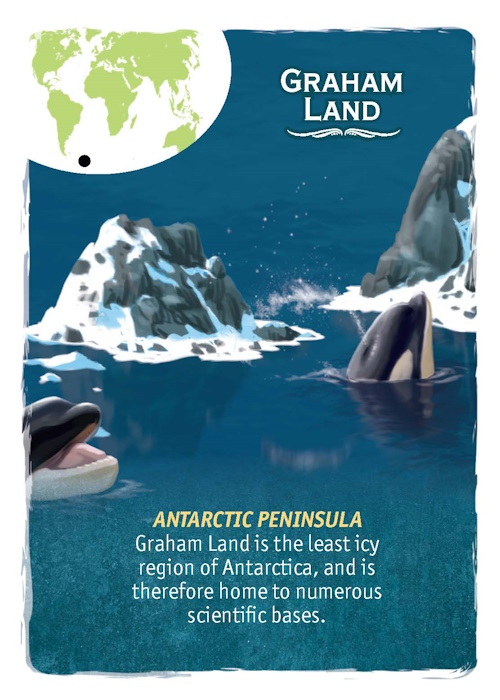 GRAHAM
LAND
ANTARCTIC PENINSULA
Graham Land is the least icy
region of Antarctica, and is
therefore home to numerous
scientific bases.